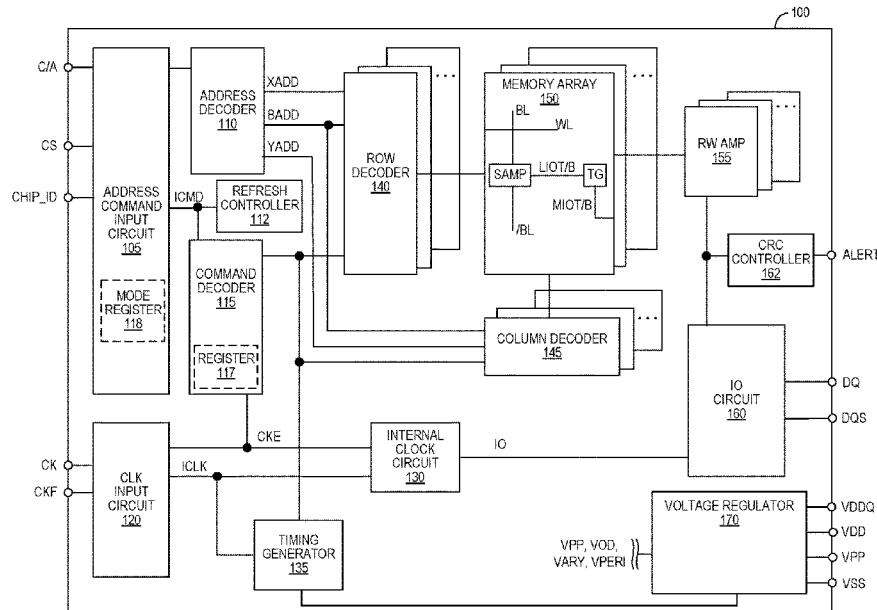 100
C/A
CS
CHIP_ID
CK
CKF
ADDRESS
COMMAND
INPUT
CIRCUIT
105
MODE
REGISTER
118
ADDRESS
DECODER
110
XADD
BADD
YADD
ICMD
REFRESH
CONTROLLER
112
COMMAND
DECODER
115
REGISTER
117
ROW
DECODER
140
...
MEMORY ARRAY
150
BL
WL
SAMP
LIOT/B
TG
MIOT/B
/BL
...
RW AMP
155
...
CRC
CONTROLLER
162
ALERT
COLUMN DECODER
145
...
IO
CIRCUIT
160
DQ
DQS
CLK
INPUT
CIRCUIT
120
CKE
ICLK
INTERNAL
CLOCK
CIRCUIT
130
IO
TIMING
GENERATOR
135
VPP, VOD,
VARY, VPERI
VOLTAGE REGULATOR
170
VDDQ
VDD
VPP
VSS